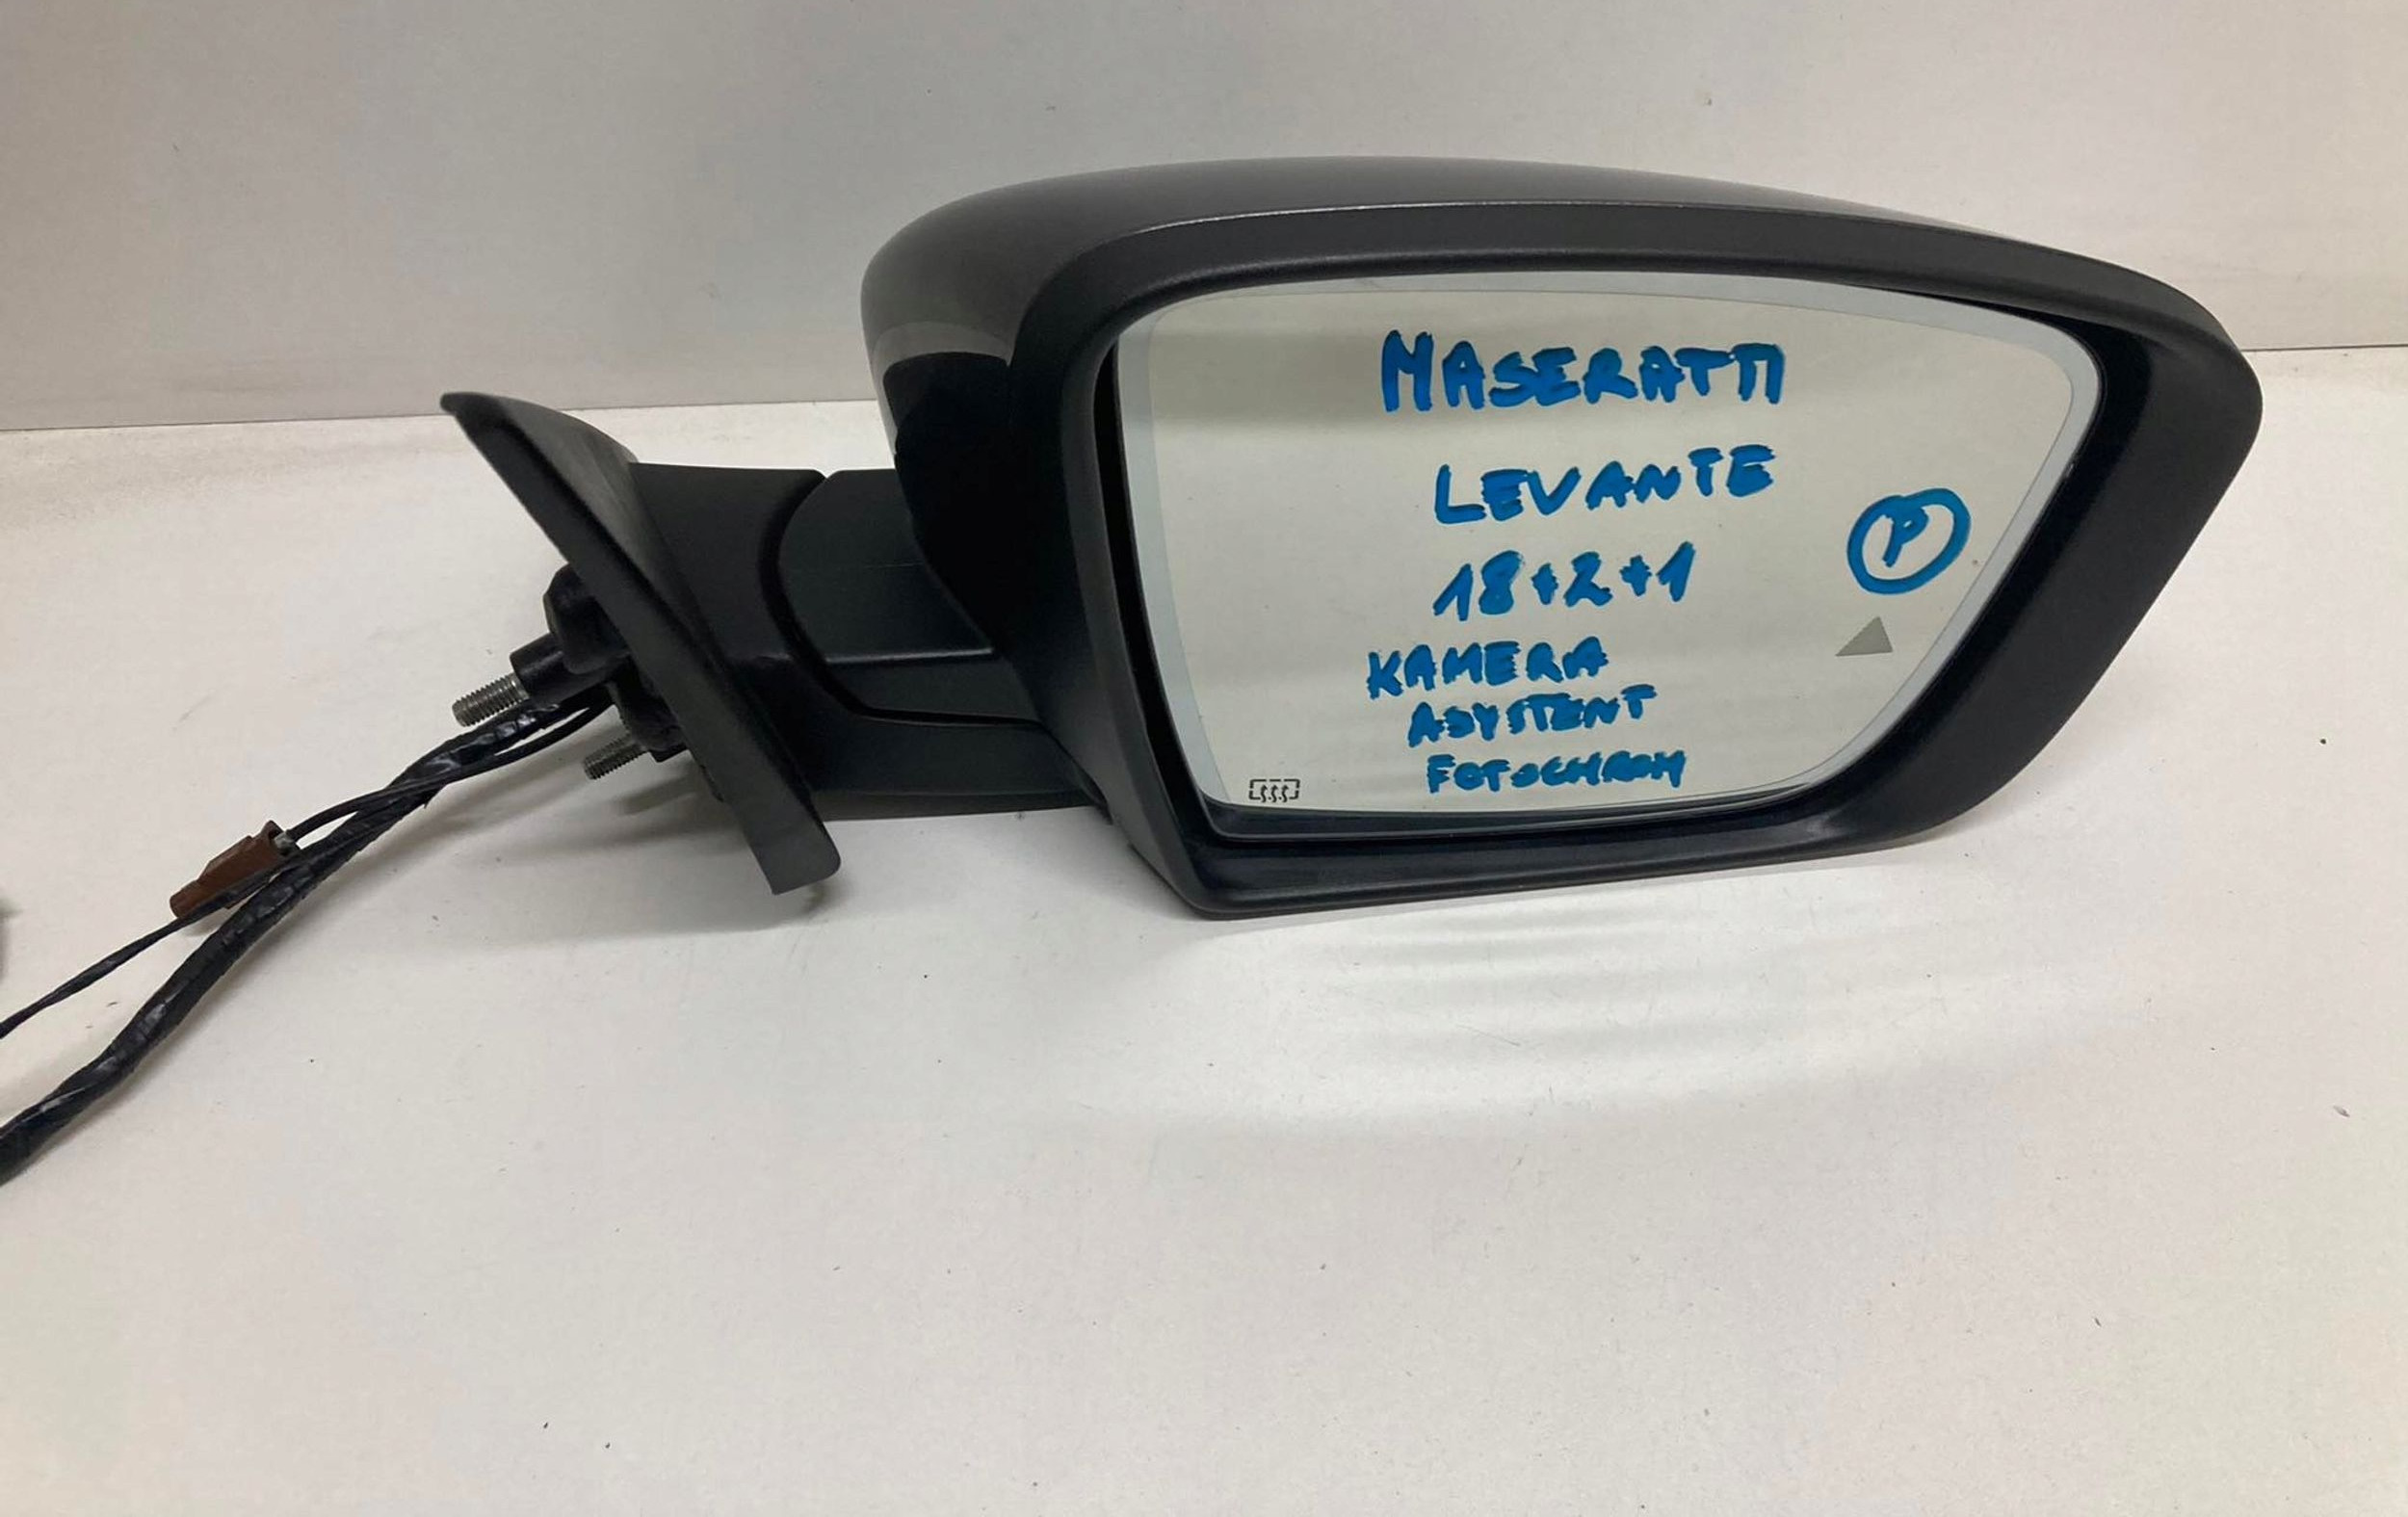 MASERATTI
LEVANTE
P
18+2+1
KAMERA
ASYSTENT
FOTOCHROM